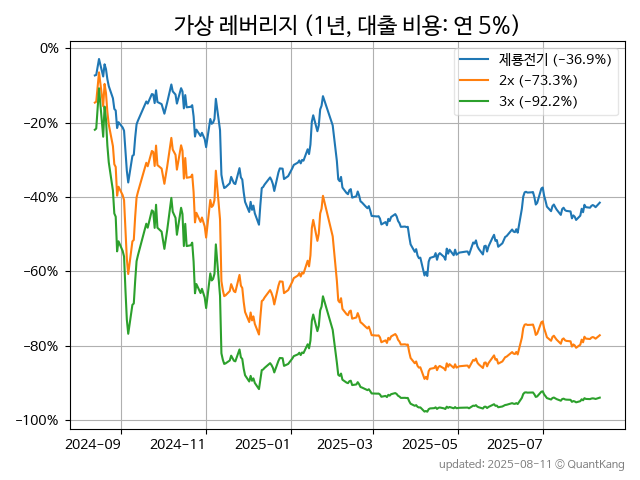 가상 레버리지 (1년, 대출 비용: 연 5%)
제룡전기 (−36.9%)
2x (−73.3%)
3x (−92.2%)
0%
−20%
−40%
−60%
−80%
−100%
2024-09 2024-11 2025-01 2025-03 2025-05 2025-07
updated: 2025-08-11 © QuantKang